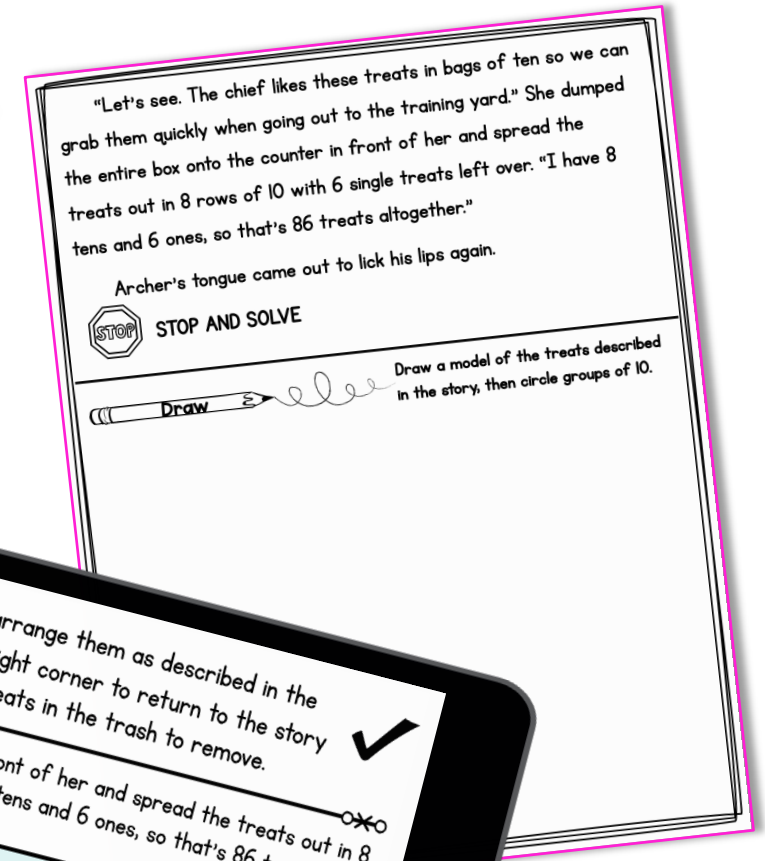 “Let’s see. The chief likes these treats in bags of ten so we can
grab them quickly when going out to the training yard.” She dumped
the entire box onto the counter in front of her and spread the
treats out in 8 rows of 10 with 6 single treats left over. “I have 8
tens and 6 ones, so that’s 86 treats altogether.”
Archer’s tongue came out to lick his lips again.
STOP
STOP AND SOLVE
Draw
Draw a model of the treats described
in the story, then circle groups of 10.
them as described in the
corner to return to the story
in the trash to remove.
of her and spread the treats out in 8
tens and 6 ones, so that’s 86